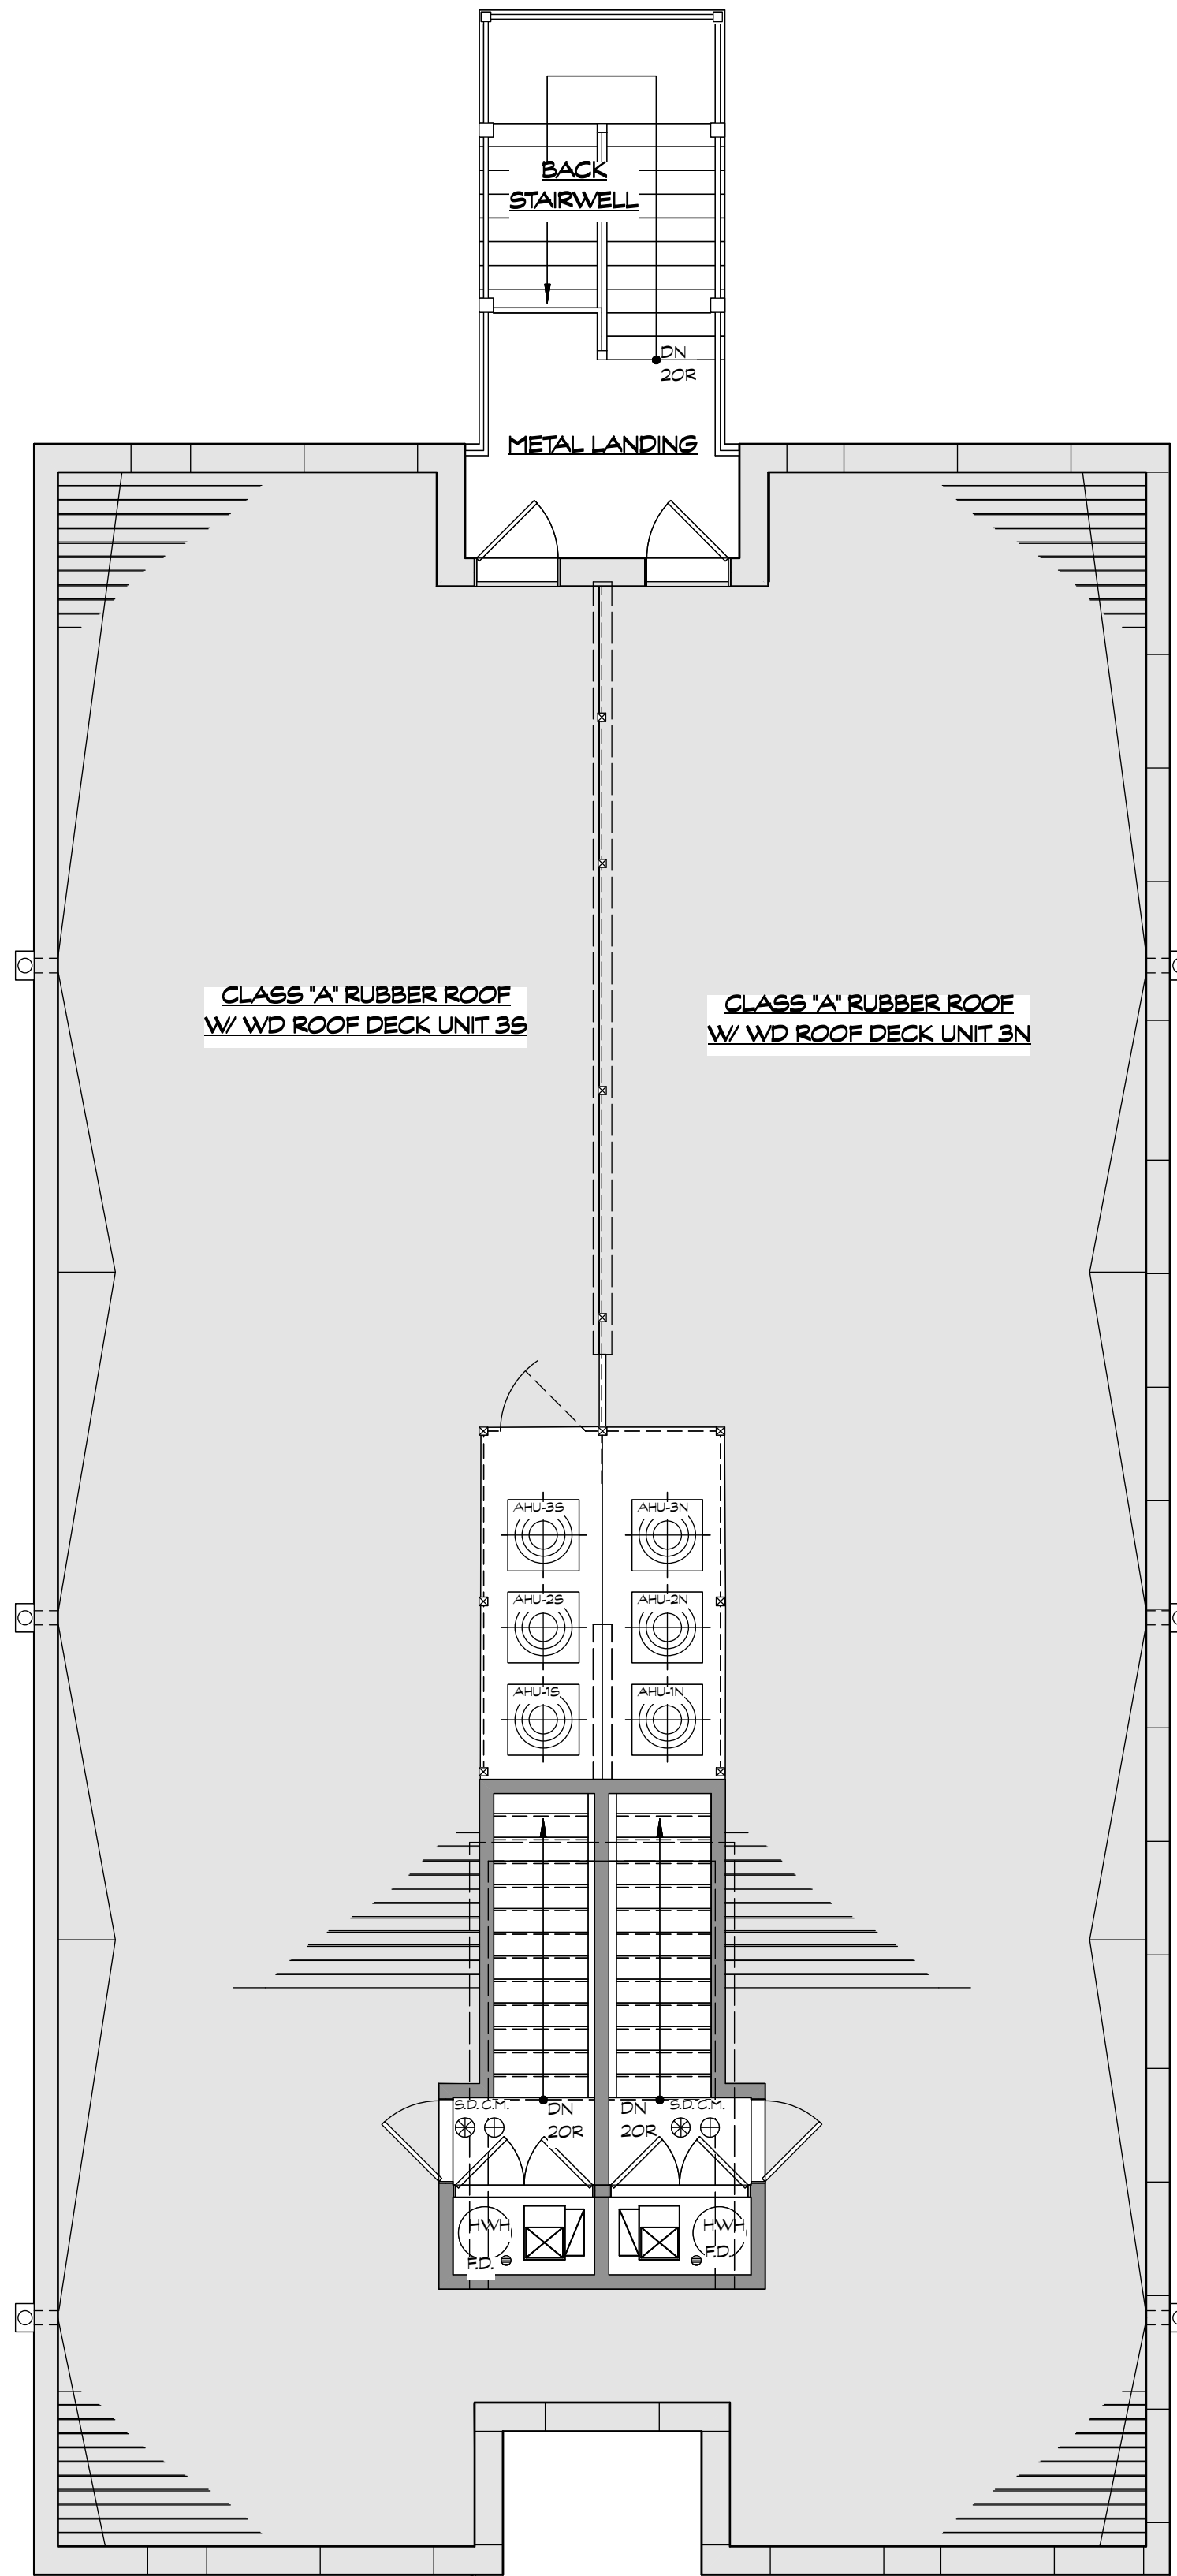 BACK
STAIRWELL
DN
20R
METAL LANDING
CLASS "A" RUBBER ROOF
W/ WD ROOF DECK UNIT 3S
CLASS "A" RUBBER ROOF
W/ WD ROOF DECK UNIT 3N
AHU-3S
AHU-3N
AHU-2S
AHU-2N
AHU-1S
AHU-1N
S.D. C.M.
DN
20R
DN
20R
S.D. C.M.
HWH
F.D.
HWH
F.D.